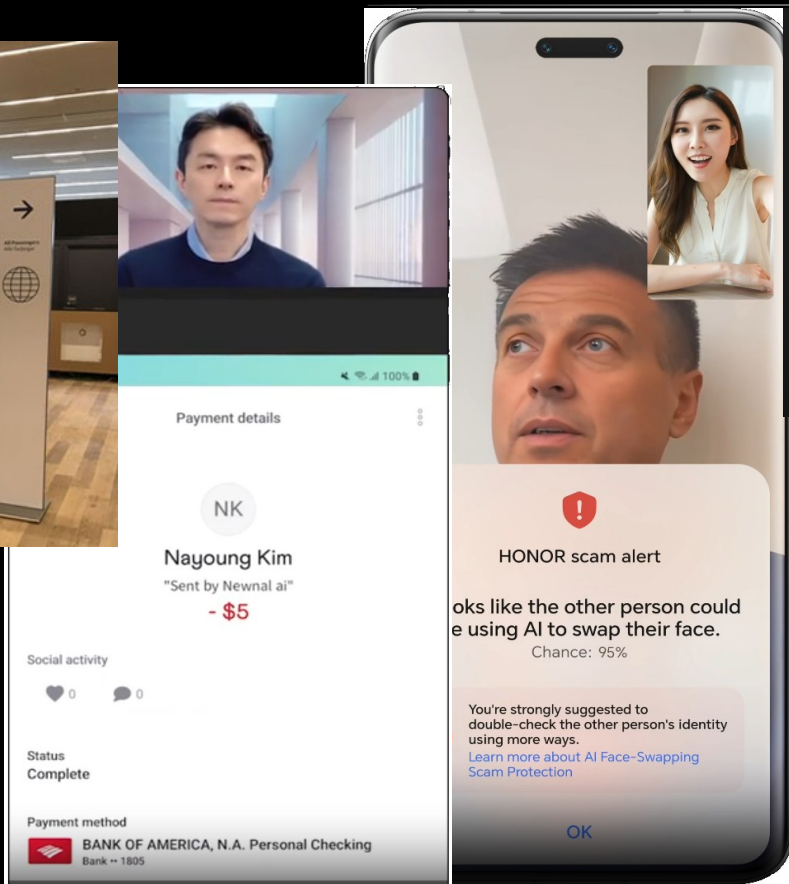 All Passengers
100%
Payment details
NK
Nayoung Kim
"Sent by Newnal ai"
- $5
Social activity
0 0
Status
Complete
Payment method
BANK OF AMERICA, N.A. Personal Checking
Bank •• 1805
HONOR scam alert
oks like the other person could
e using AI to swap their face.
Chance: 95%
You're strongly suggested to
double-check the other person's identity
using more ways.
Learn more about AI Face-Swapping
Scam Protection
OK